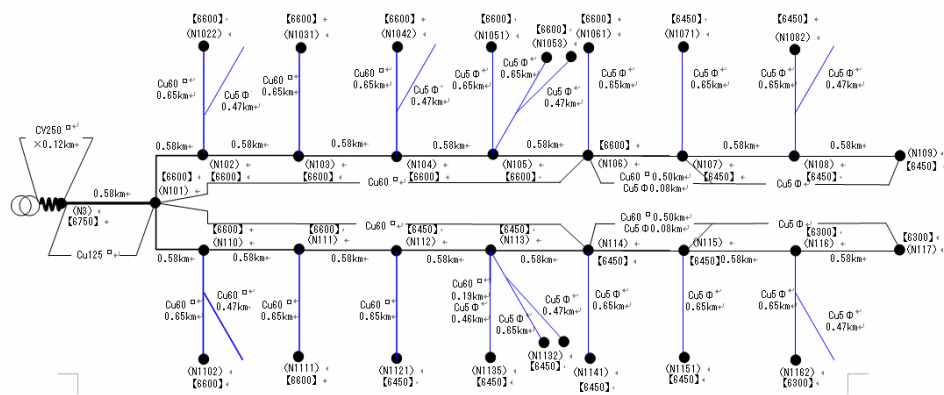 【6600】 【6600】 【6600】 【6600】 【6600】 【6450】 【6450】
〈N1022〉 〈N1031〉 〈N1042〉 〈N1051〉 【6600】 〈N1061〉 〈N1071〉 〈N1082〉
〈N1053〉
Cu60 □
0.65km
Cu5Φ
0.47km
Cu60 □
0.65km
Cu60 □
0.65km
Cu5Φ
0.47km
Cu5Φ
0.65km
Cu5Φ
0.65km
Cu5Φ
0.47km
Cu5Φ
0.65km
Cu5Φ
0.65km
Cu5Φ
0.65km
Cu5Φ
0.47km
CY250 □
×0.12km
0.58km 0.58km 0.58km 0.58km 0.58km 0.58km 0.58km 0.58km
〈N102〉 〈N103〉 〈N104〉 〈N105〉 【6600】 〈N106〉 〈N107〉 〈N108〉 〈N109〉
【6600】 【6600】 【6600】 【6600】 【6600】 【6450】 【6450】 【6450】
0.58km 〈N101〉 Cu60 □ Cu60 □ 0.50km
Cu5Φ0.08km Cu5Φ
〈N3〉
【6750】
Cu125 □
【6600】 【6600】 【6450】 【6450】 Cu60 □ 0.50km
Cu5Φ0.08km Cu5Φ
【6300】 【6300】
〈N110〉 〈N111〉 Cu60 □ 〈N112〉 〈N113〉 〈N114〉 〈N115〉 〈N116〉 〈N117〉
0.58km 0.58km 0.58km 0.58km 0.58km 【6450】 【6450】 0.58km 0.58km
Cu60 □
0.65km
Cu60 □
0.47km
Cu60 □
0.65km
Cu60 □
0.65km
Cu60 □
0.19km
Cu5Φ
0.46km
Cu5Φ
0.65km
Cu5Φ
0.47km
Cu5Φ
0.65km
Cu5Φ
0.65km
Cu5Φ
0.65km
Cu5Φ
0.47km
〈N1102〉 〈N1111〉 〈N1121〉 〈N1135〉 〈N1132〉 〈N1141〉 〈N1151〉 〈N1162〉
【6600】 【6600】 【6450】 【6450】 【6450】 【6450】 【6450】 【6300】